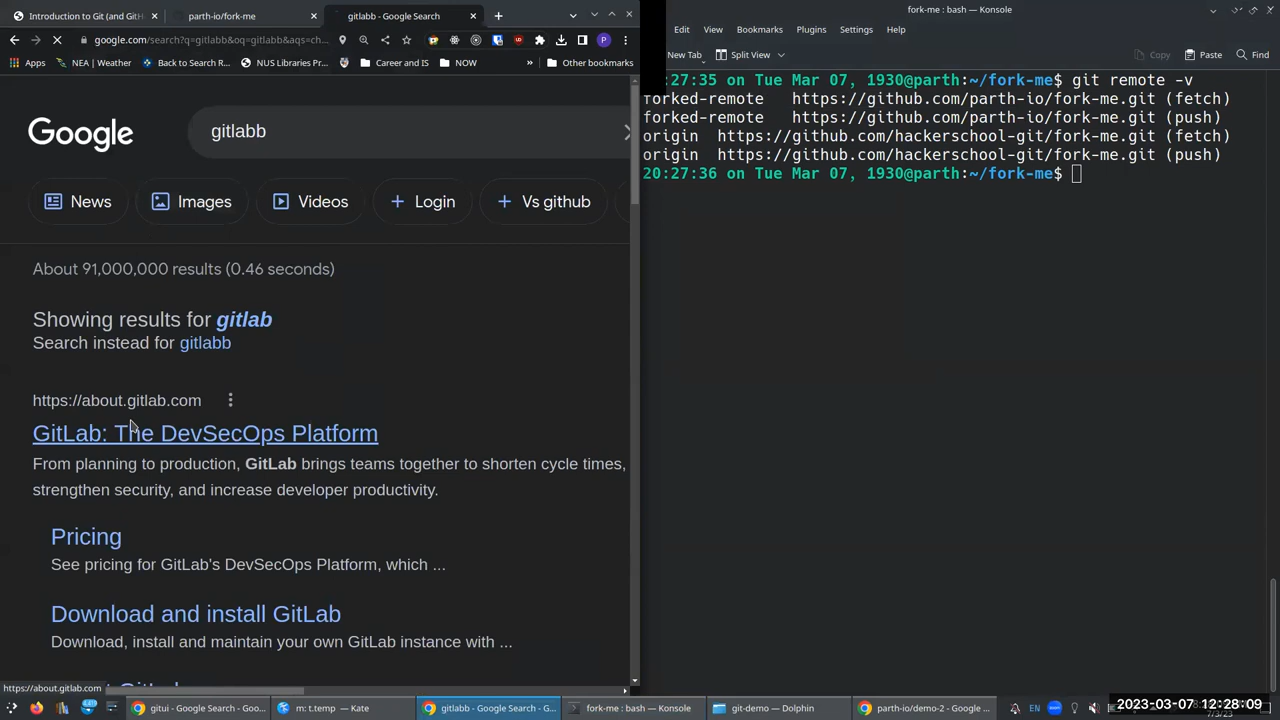 Introduction to Git (and GitH
parth-io/fork-me
gitlabb - Google Search
google.com/search?q=gitlabb&oq=gitlabb&aqs=ch...
Apps
NEA | Weather
Back to Search R...
NUS Libraries Pr...
Career and IS
NOW
Other bookmarks
Google
gitlabb
News
Images
Videos
Login
Vs github
About 91,000,000 results (0.46 seconds)
Showing results for gitlab
Search instead for gitlabb
https://about.gitlab.com
GitLab: The DevSecOps Platform
From planning to production, GitLab brings teams together to shorten cycle times,
strengthen security, and increase developer productivity.
Pricing
See pricing for GitLab's DevSecOps Platform, which ...
Download and install GitLab
Download, install and maintain your own GitLab instance with ...
https://about.gitlab.com
fork-me : bash — Konsole
Edit View Bookmarks Plugins Settings Help
New Tab Split View Copy Paste Find
:27:35 on Tue Mar 07, 1930@parth:~/fork-me$ git remote -v
forked-remote https://github.com/parth-io/fork-me.git (fetch)
forked-remote https://github.com/parth-io/fork-me.git (push)
origin https://github.com/hackerschool-git/fork-me.git (fetch)
origin https://github.com/hackerschool-git/fork-me.git (push)
20:27:36 on Tue Mar 07, 1930@parth:~/fork-me$
gitui - Google Search - Goo...
m: t.temp — Kate
gitlabb - Google Search - G...
fork-me : bash — Konsole
git-demo — Dolphin
parth-io/demo-2 - Google ...
EN
2023-03-07 12:28:09
7/3/23